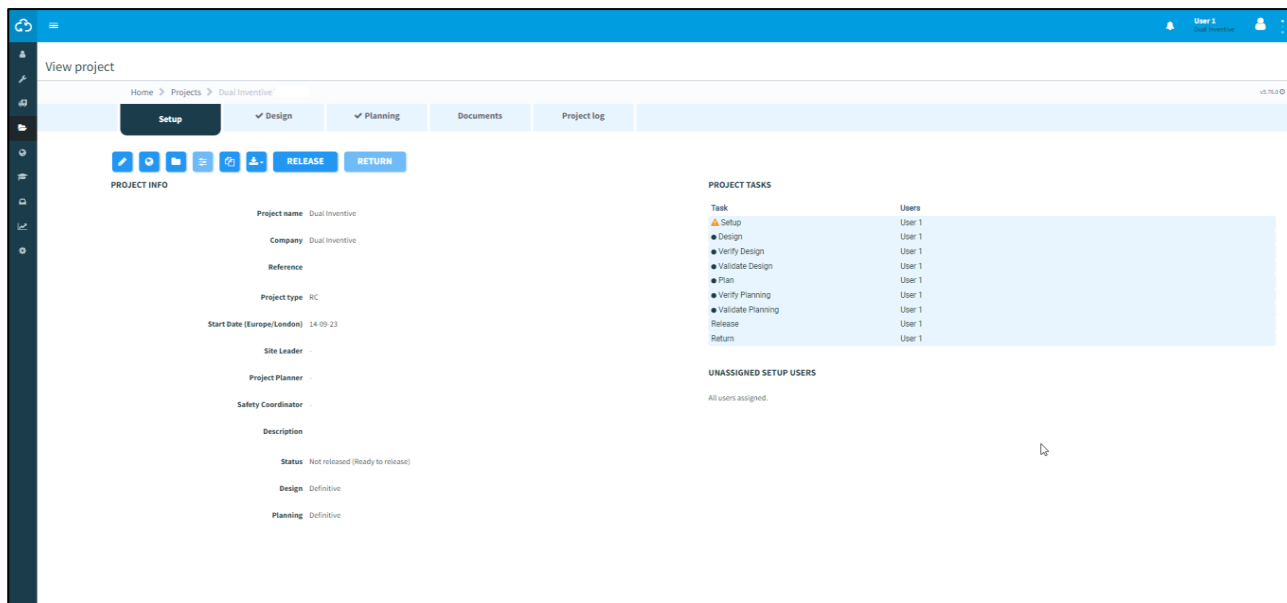 User 1
Dual Inventive
View project
Home > Projects > Dual Inventive
v5.76.0
Setup
Design
Planning
Documents
Project log
RELEASE
RETURN
PROJECT INFO
Project name Dual Inventive
Company Dual Inventive
Reference
Project type RC
Start Date (Europe/London) 14-09-23
Site Leader -
Project Planner -
Safety Coordinator -
Description
Status Not released (Ready to release)
Design Definitive
Planning Definitive
PROJECT TASKS
Task Users
Setup User 1
Design User 1
Verify Design User 1
Validate Design User 1
Plan User 1
Verify Planning User 1
Validate Planning User 1
Release User 1
Return User 1
UNASSIGNED SETUP USERS
All users assigned.